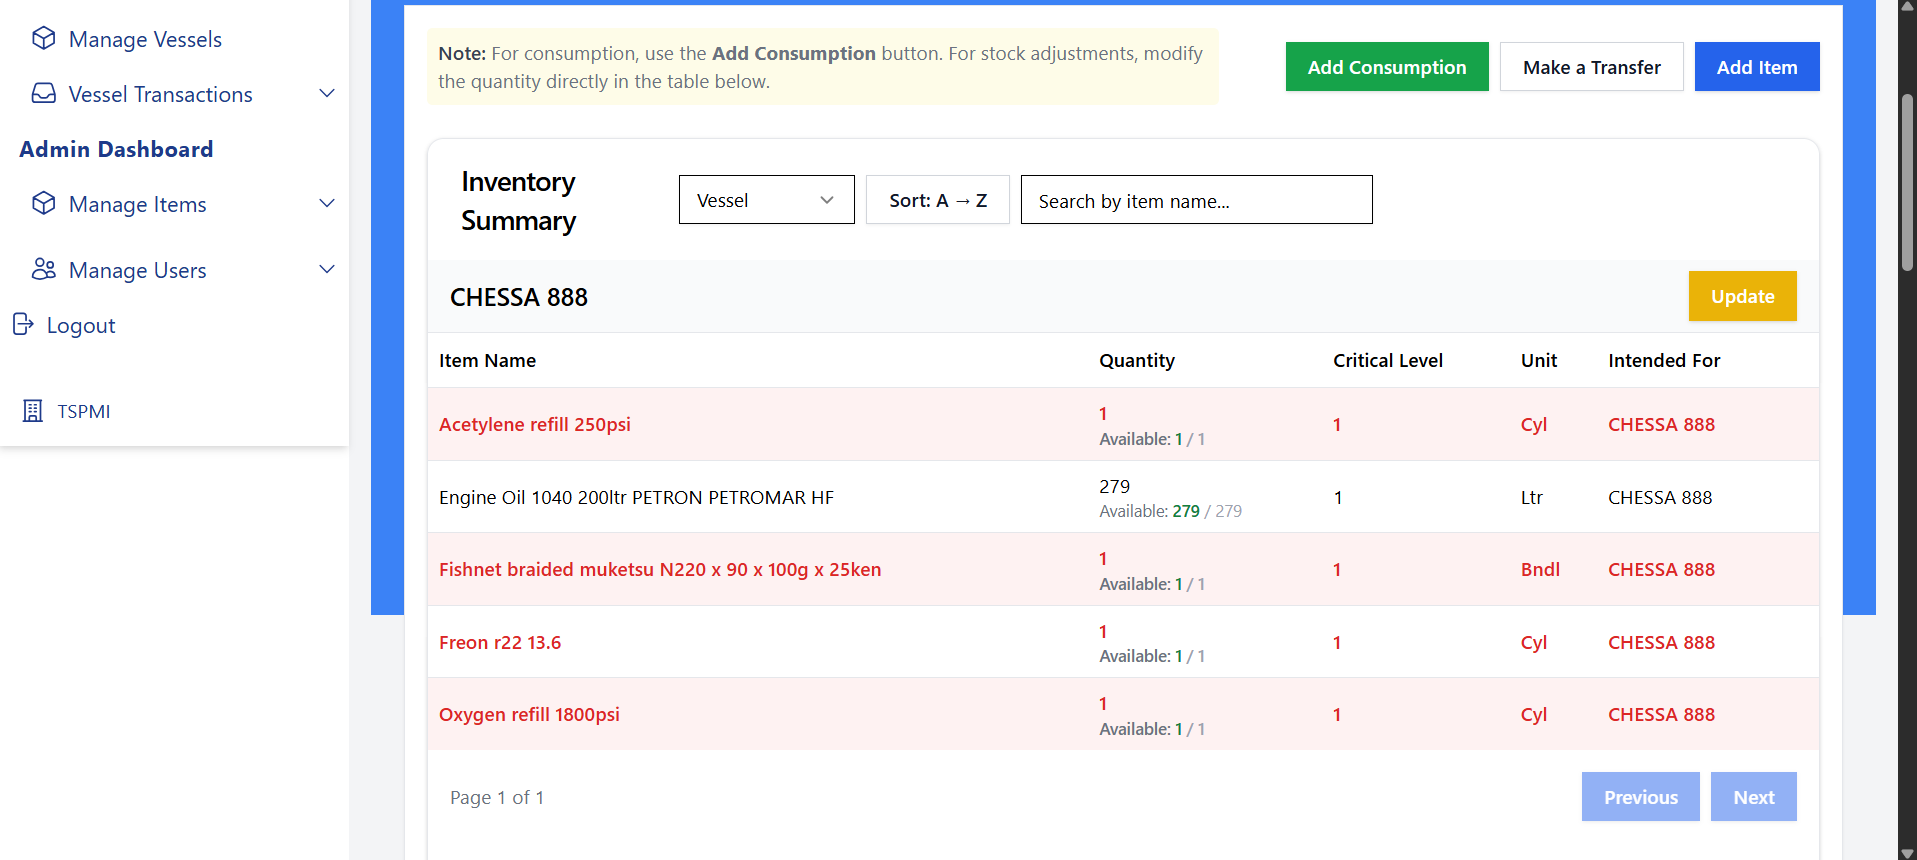 Manage Vessels
Vessel Transactions
Admin Dashboard
Manage Items
Manage Users
Logout
TSPMI
Note: For consumption, use the Add Consumption button. For stock adjustments, modify
the quantity directly in the table below.
Add Consumption
Make a Transfer
Add Item
Inventory
Summary
Vessel
Sort: A → Z
Search by item name...
CHESSA 888
Update
Item Name Quantity Critical Level Unit Intended For
Acetylene refill 250psi 1 1 Cyl CHESSA 888
Available: 1 / 1
Engine Oil 1040 200ltr PETRON PETROMAR HF 279 1 Ltr CHESSA 888
Available: 279 / 279
Fishnet braided muketsu N220 x 90 x 100g x 25ken 1 1 Bndl CHESSA 888
Available: 1 / 1
Freon r22 13.6 1 1 Cyl CHESSA 888
Available: 1 / 1
Oxygen refill 1800psi 1 1 Cyl CHESSA 888
Available: 1 / 1
Page 1 of 1
Previous
Next